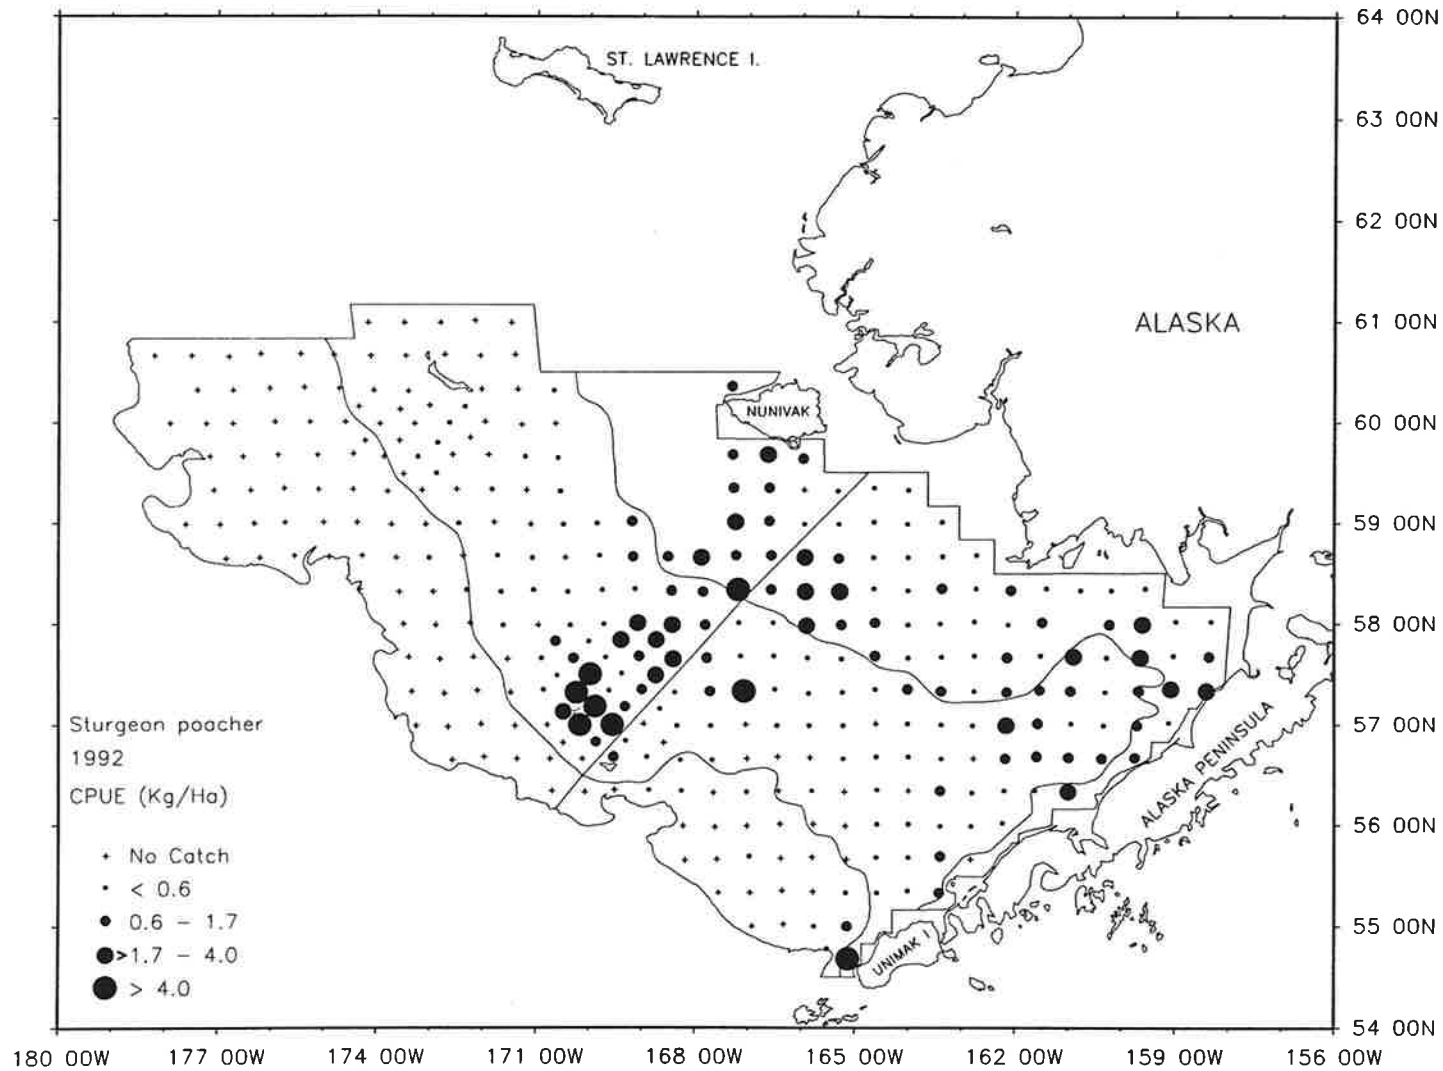 64 00N
ST. LAWRENCE I.
63 00N
62 00N
ALASKA
61 00N
NUNIVAK
60 00N
59 00N
58 00N
57 00N
Sturgeon poacher
1992
CPUE (Kg/Ha)
ALASKA PENINSULA
56 00N
+ No Catch
• < 0.6
● 0.6 – 1.7
●>1.7 – 4.0
● > 4.0
55 00N
UNIMAK I
54 00N
180 00W 177 00W 174 00W 171 00W 168 00W 165 00W 162 00W 159 00W 156 00W